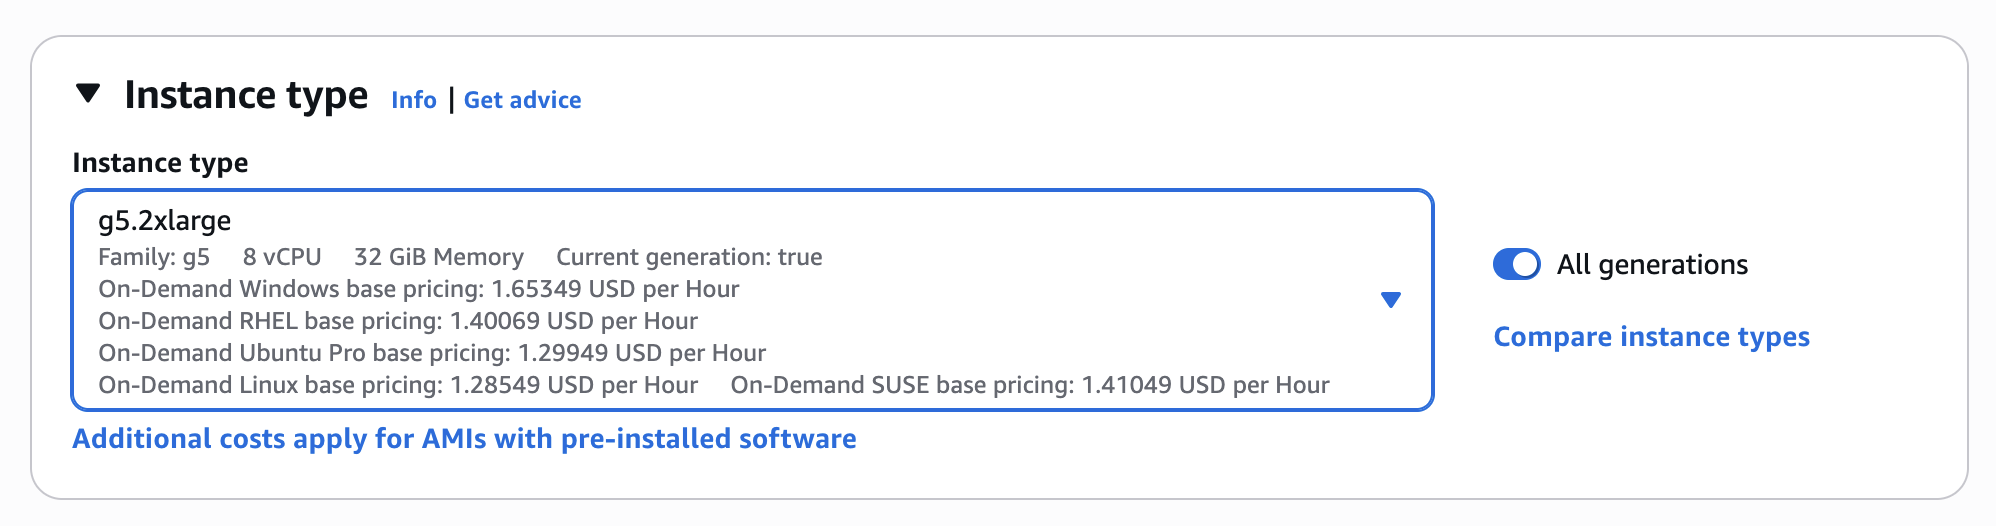 Instance type Info | Get advice
Instance type
g5.2xlarge
Family: g5 8 vCPU 32 GiB Memory Current generation: true
On-Demand Windows base pricing: 1.65349 USD per Hour
On-Demand RHEL base pricing: 1.40069 USD per Hour
On-Demand Ubuntu Pro base pricing: 1.29949 USD per Hour
On-Demand Linux base pricing: 1.28549 USD per Hour On-Demand SUSE base pricing: 1.41049 USD per Hour
Additional costs apply for AMIs with pre-installed software
All generations
Compare instance types